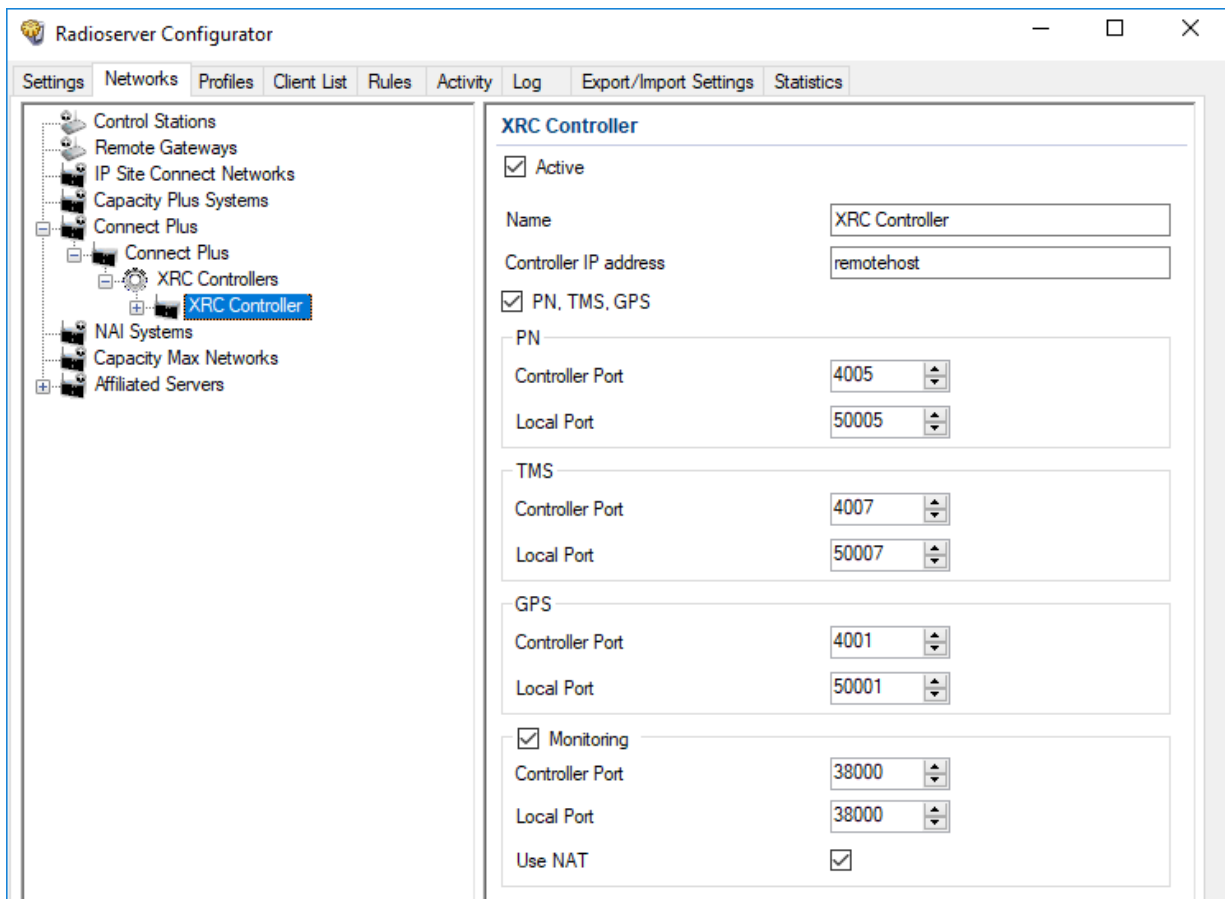 Radioserver Configurator
Settings Networks Profiles Client List Rules Activity Log Export/Import Settings Statistics
Control Stations
Remote Gateways
IP Site Connect Networks
Capacity Plus Systems
Connect Plus
Connect Plus
XRC Controllers
XRC Controller
NAI Systems
Capacity Max Networks
Affiliated Servers
XRC Controller
Active
Name XRC Controller
Controller IP address remotehost
PN, TMS, GPS
PN
Controller Port 4005
Local Port 50005
TMS
Controller Port 4007
Local Port 50007
GPS
Controller Port 4001
Local Port 50001
Monitoring
Controller Port 38000
Local Port 38000
Use NAT